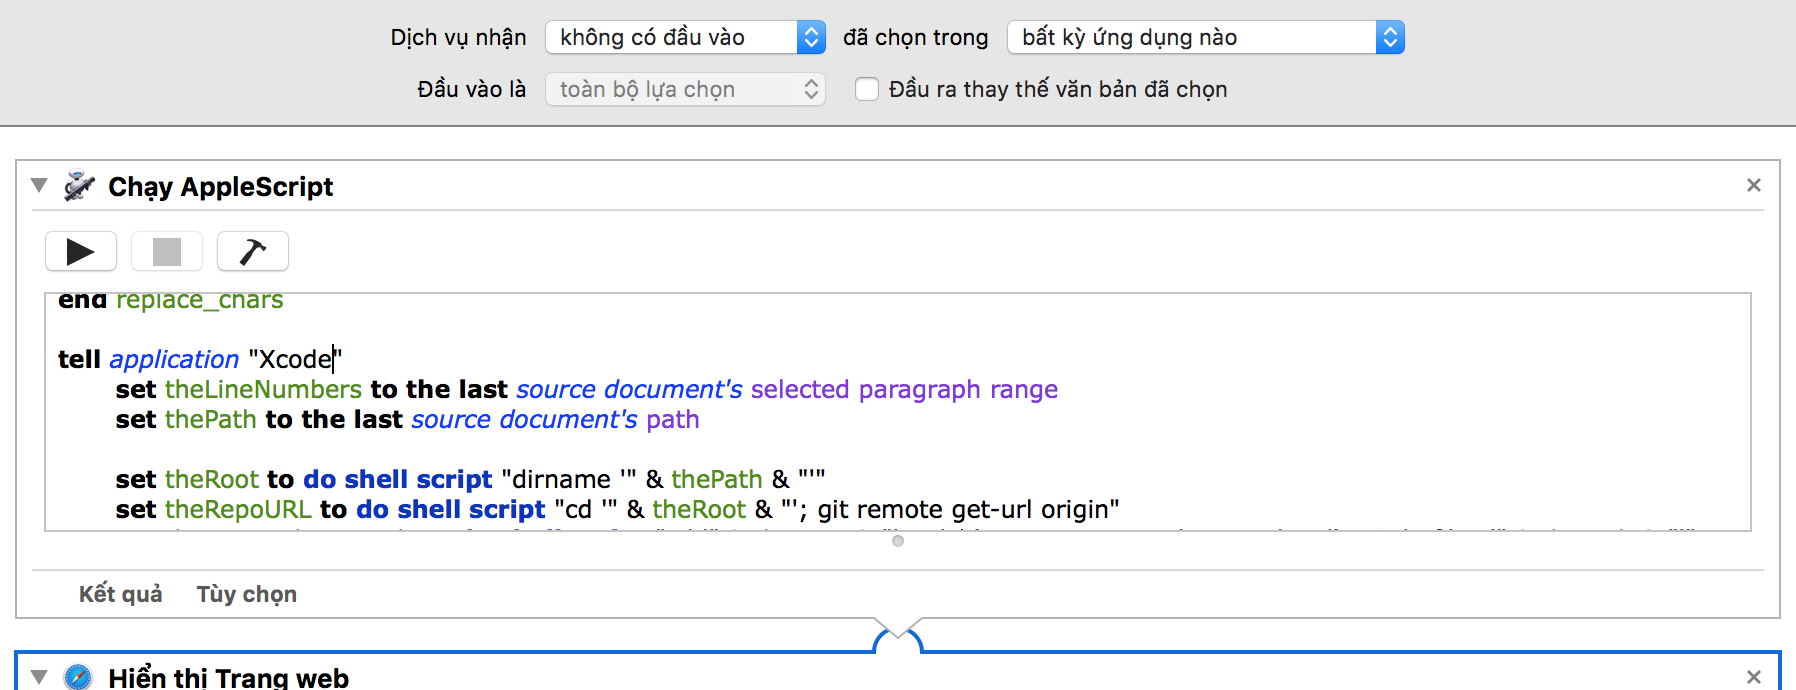 Dịch vụ nhận không có đầu vào đã chọn trong bất kỳ ứng dụng nào
Đầu vào là toàn bộ lựa chọn Đầu ra thay thế văn bản đã chọn
Chạy AppleScript
end replace_chars
tell application "Xcode"
set theLineNumbers to the last source document's selected paragraph range
set thePath to the last source document's path
set theRoot to do shell script "dirname '" & thePath & "'"
set theRepoURL to do shell script "cd '" & theRoot & "'; git remote get-url origin"
Kết quả Tùy chọn
Hiển thị Trang web